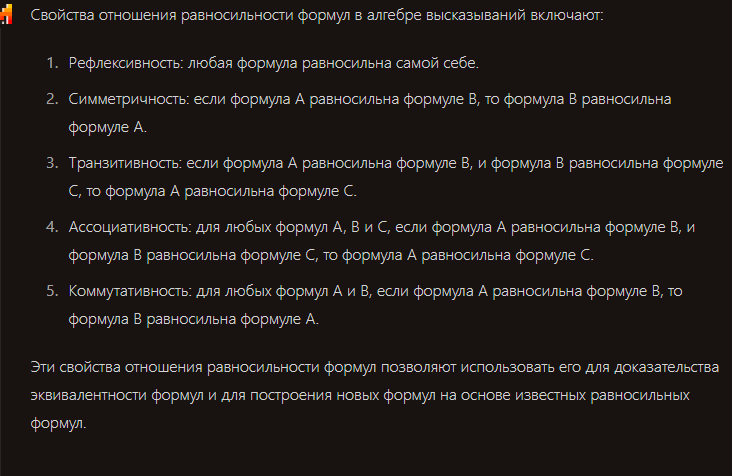 Свойства отношения равносильности формул в алгебре высказываний включают:
1. Рефлексивность: любая формула равносильна самой себе.
2. Симметричность: если формула A равносильна формуле B, то формула B равносильна
формуле A.
3. Транзитивность: если формула A равносильна формуле B, и формула B равносильна формуле
C, то формула A равносильна формуле C.
4. Ассоциативность: для любых формул A, B и C, если формула A равносильна формуле B, и
формула B равносильна формуле C, то формула A равносильна формуле C.
5. Коммутативность: для любых формул A и B, если формула A равносильна формуле B, то
формула B равносильна формуле A.
Эти свойства отношения равносильности формул позволяют использовать его для доказательства
эквивалентности формул и для построения новых формул на основе известных равносильных
формул.